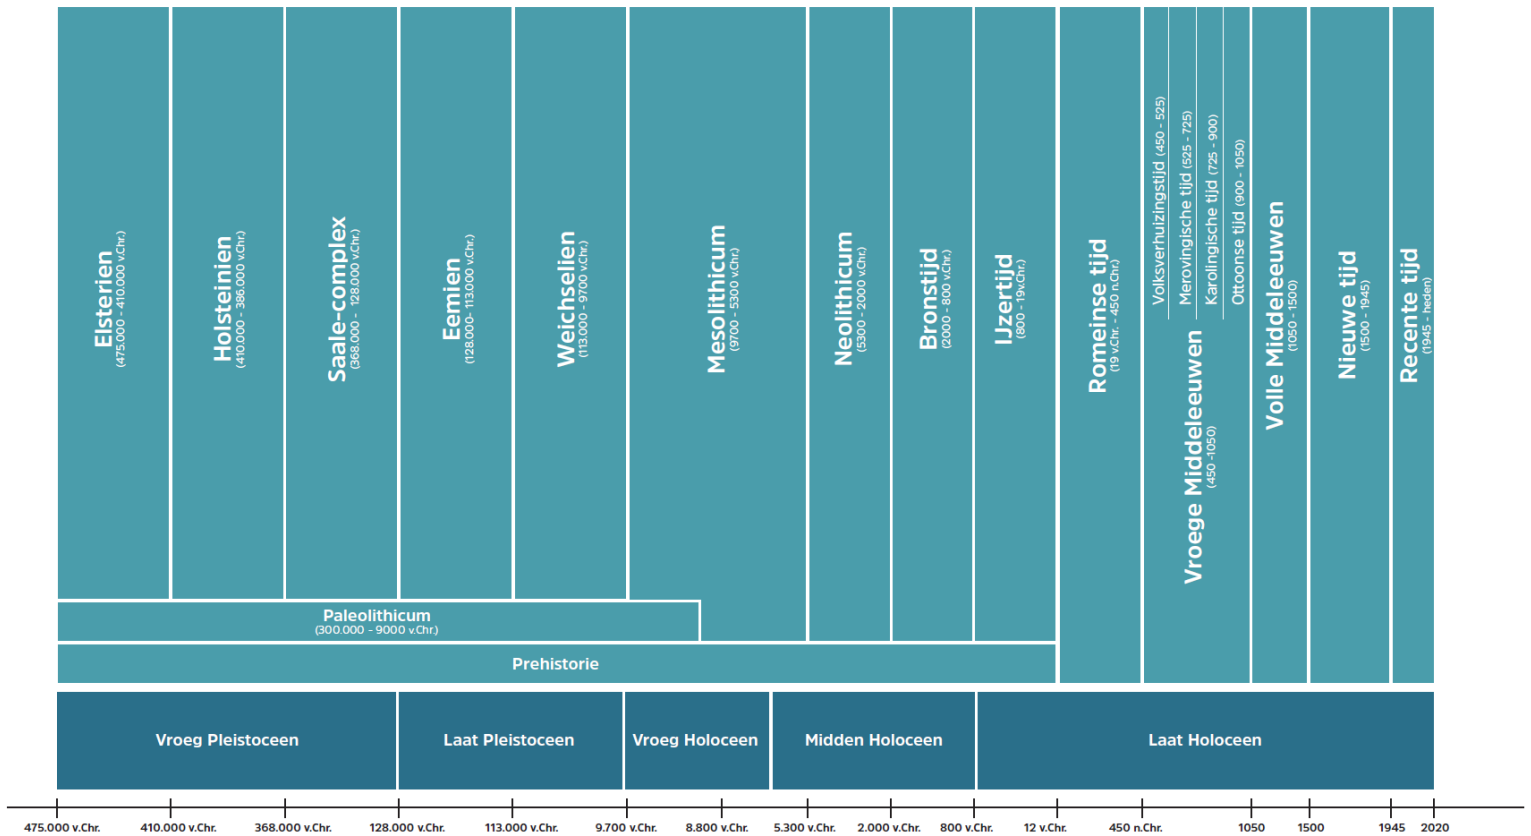 Elsterien
(475.000 – 410.000 v.Chr.)
Holsteinien
(410.000 - 386.000 v.Chr.)
Saale-complex
(368.000 - 128.000 v.Chr.)
Eemien
(128.000- 113.000 v.Chr.)
Weichselien
(113.000 – 9700 v.Chr.)
Mesolithicum
(9700 – 5300 v.Chr.)
Neolithicum
(5300 - 2000 v.Chr.)
Bronstijd
(2000 - 800 v.Chr.)
IJzertijd
(800 - 19v.Chr.)
Romeinse tijd
(19 v.Chr. - 450 n.Chr.)
Volksverhuizingstijd (450 - 525)
Merovingische tijd (525 - 725)
Karolingische tijd (725 - 900)
Ottoonse tijd (900 - 1050)
Vroege Middeleeuwen
(450 -1050)
Volle Middeleeuwen
(1050 - 1500)
Nieuwe tijd
(1500 - 1945)
Recente tijd
(1945 - heden)
Paleolithicum
(300.000 - 9000 v.Chr.)
Prehistorie
Vroeg Pleistoceen
Laat Pleistoceen
Vroeg Holoceen
Midden Holoceen
Laat Holoceen
475.000 v.Chr.
410.000 v.Chr.
368.000 v.Chr.
128.000 v.Chr.
113.000 v.Chr.
9.700 v.Chr.
8.800 v.Chr.
5.300 v.Chr.
2.000 v.Chr.
800 v.Chr.
12 v.Chr.
450 n.Chr.
1050
1500
1945
2020